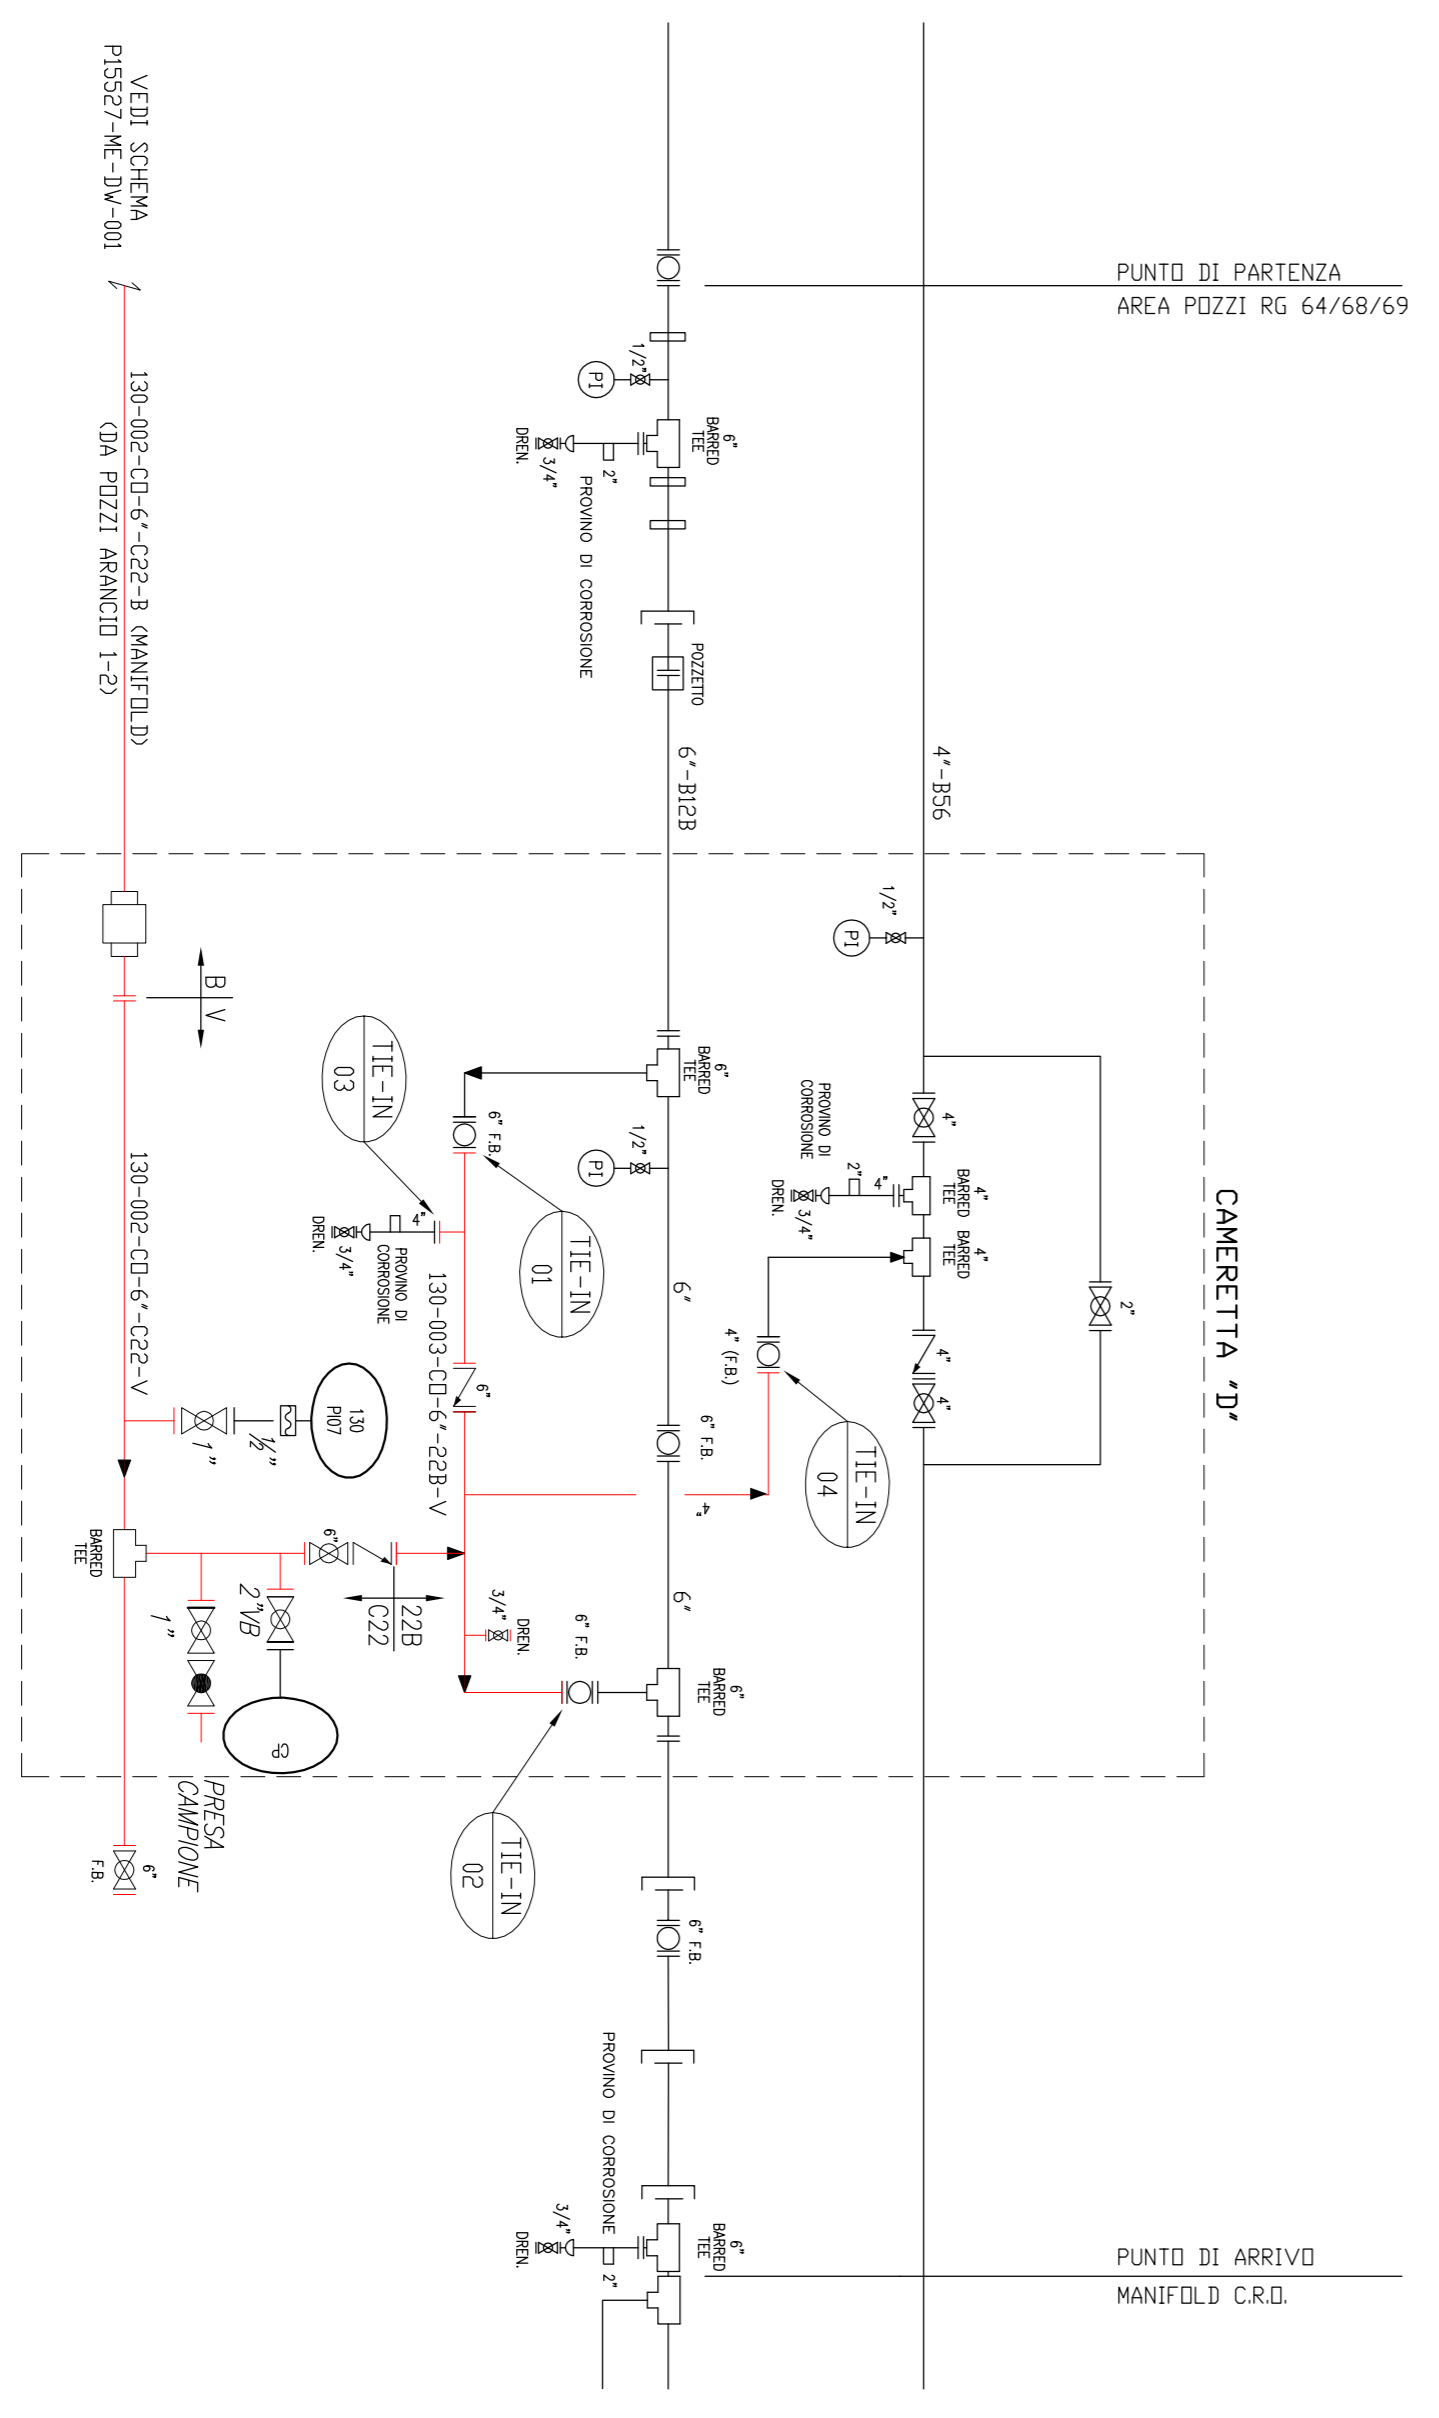 PUNTO DI PARTENZA
AREA POZZI RG 64/68/69
VEDI SCHEMA
P15527-ME-DW-001
130-002-CO-6"-C22-B (MANIFOLD)
(DA POZZI ARANCIO 1-2)
1/2"
PI
6"
BARRED
TEE
2"
3/4"
DREN.
PROVINO DI CORROSIONE
POZZETTO
6"-B12B
4"-B56
CAMERETTA "D"
1/2"
PI
B
V
TIE-IN
03
6" F.B.
6"
BARRED
TEE
1/2"
PI
4"
PROVINO DI
CORROSIONE
2"
4"
3/4"
DREN.
4"
BARRED
TEE
4"
BARRED
TEE
2"
4"
4"
4" (F.B.)
TIE-IN
04
TIE-IN
01
4"
3/4"
DREN.
PROVINO DI
CORROSIONE
130-003-CO-6"-22B-V
6"
130-002-CO-6"-C22-V
130
PI07
1"
½"
6"
6" F.B.
4"
6"
BARRED
TEE
6"
22B
C22
2"VB
1"
CP
3/4"
DREN.
6" F.B.
6"
BARRED
TEE
PRESA
CAMPIONE
6"
F.B.
TIE-IN
02
6" F.B.
PROVINO DI CORROSIONE
3/4"
DREN.
2"
6"
BARRED
TEE
PUNTO DI ARRIVO
MANIFOLD C.R.O.